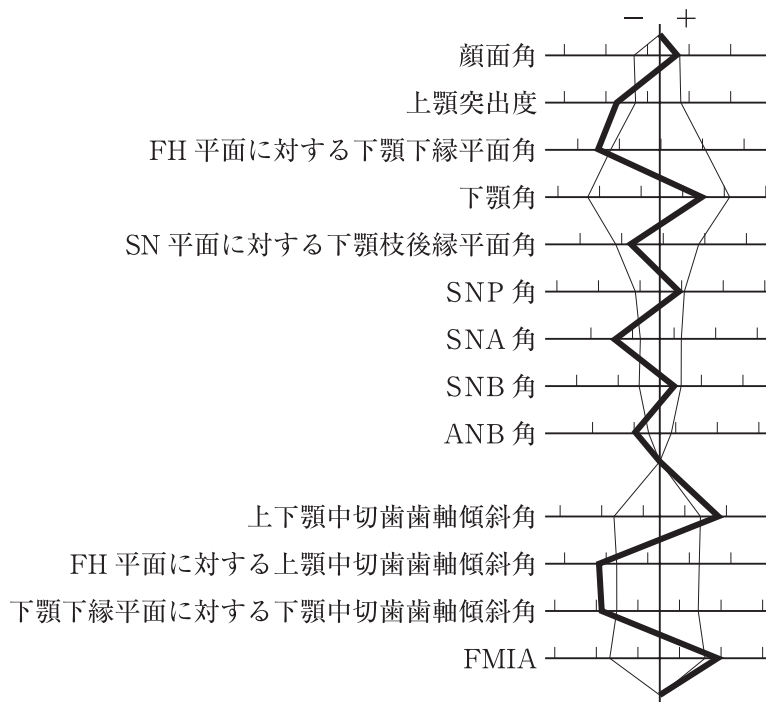 − +
顔面角
上顎突出度
FH 平面に対する下顎下縁平面角
下顎角
SN 平面に対する下顎枝後縁平面角
SNP 角
SNA 角
SNB 角
ANB 角
上下顎中切歯歯軸傾斜角
FH 平面に対する上顎中切歯歯軸傾斜角
下顎下縁平面に対する下顎中切歯歯軸傾斜角
FMIA